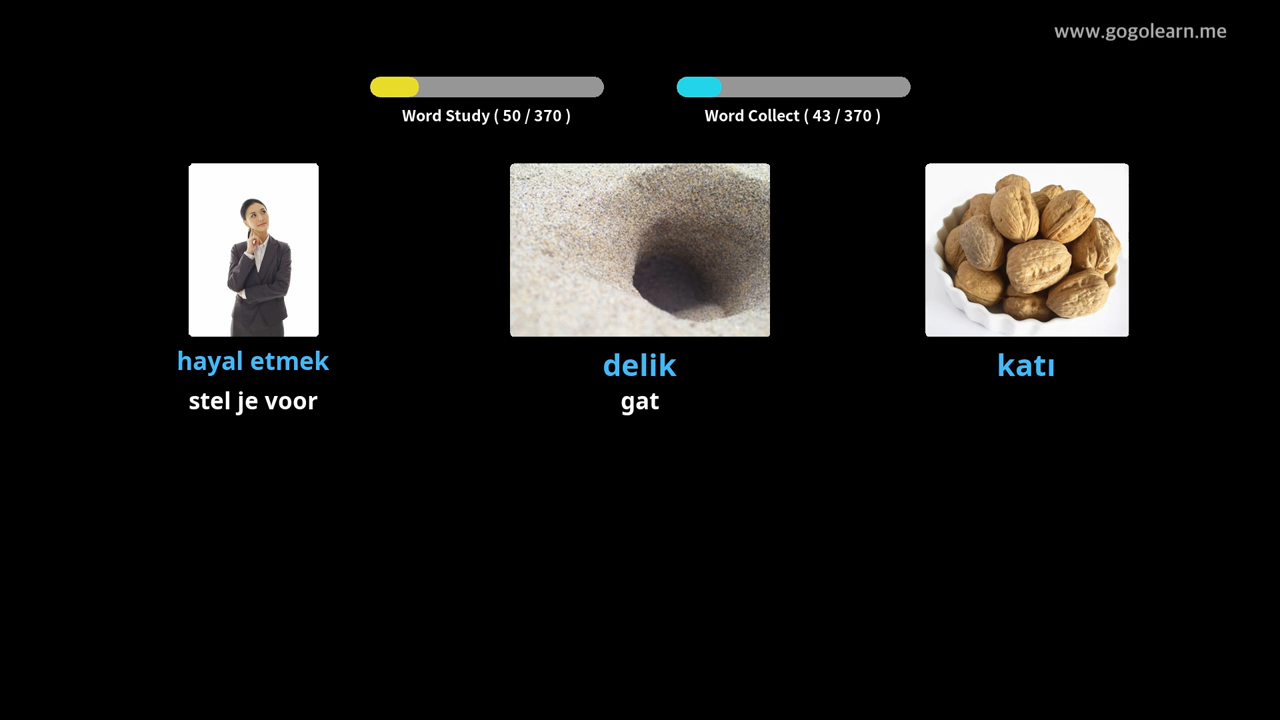 www.gogolearn.me
Word Study ( 50 / 370 )
Word Collect ( 43 / 370 )
hayal etmek
stel je voor
delik
gat
katı